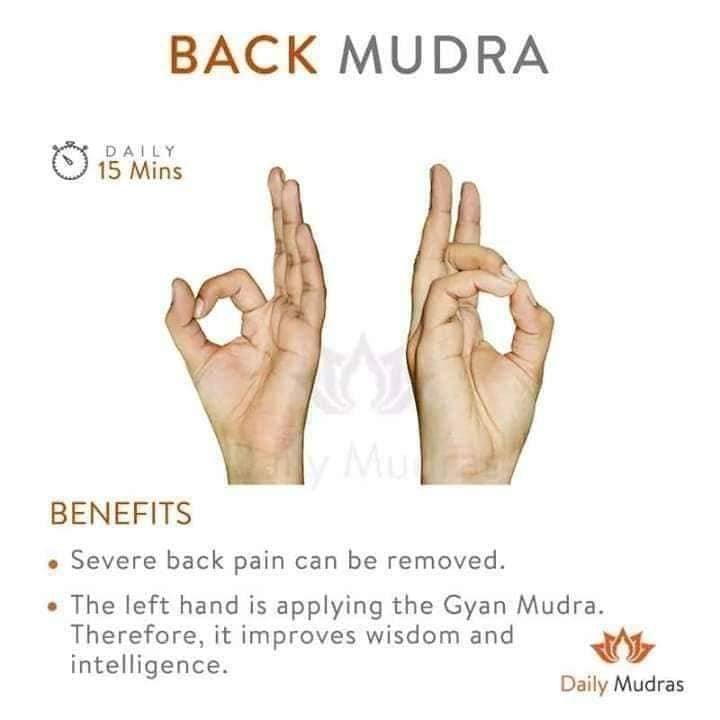 BACK MUDRA
DAILY
15 Mins
Daily Mudras
BENEFITS
• Severe back pain can be removed.
• The left hand is applying the Gyan Mudra.
Therefore, it improves wisdom and
intelligence.
Daily Mudras